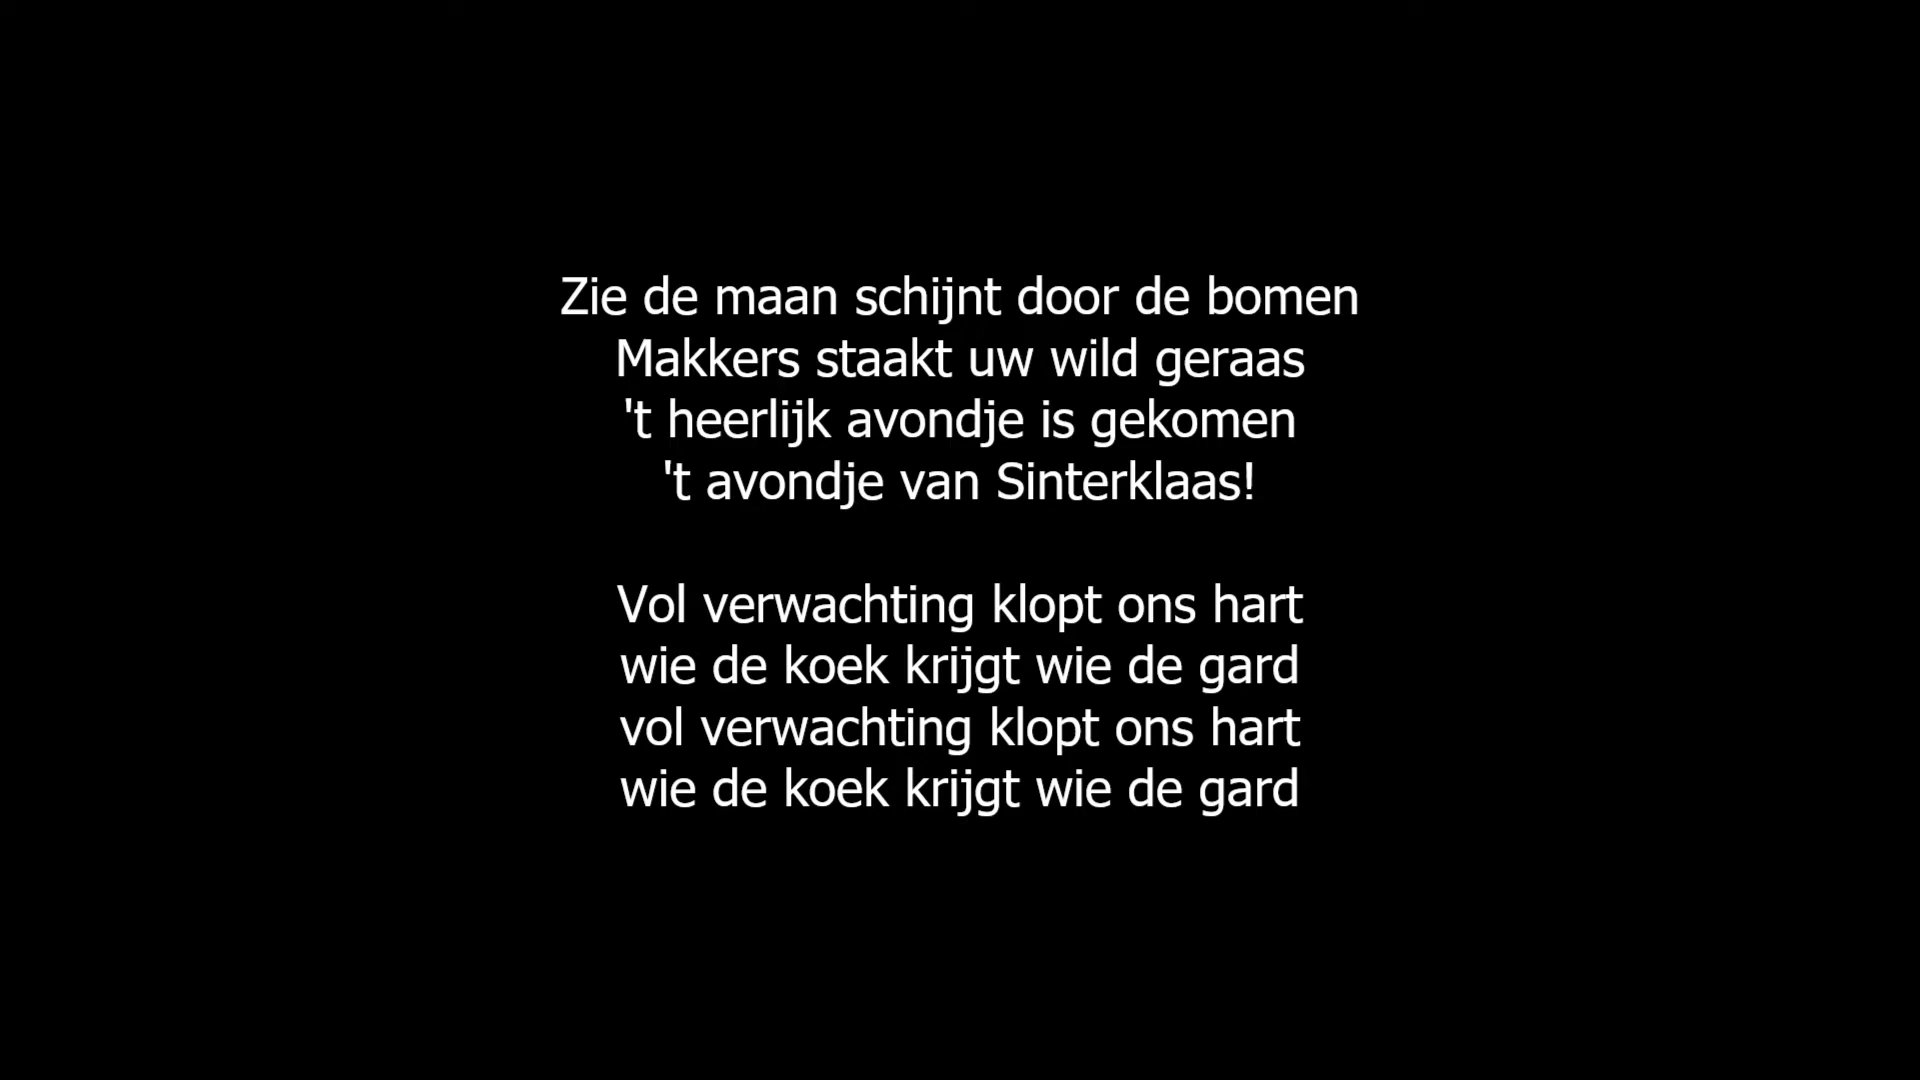 Zie de maan schijnt door de bomen
Makkers staakt uw wild geraas
't heerlijk avondje is gekomen
't avondje van Sinterklaas!
Vol verwachting klopt ons hart
wie de koek krijgt wie de gard
vol verwachting klopt ons hart
wie de koek krijgt wie de gard